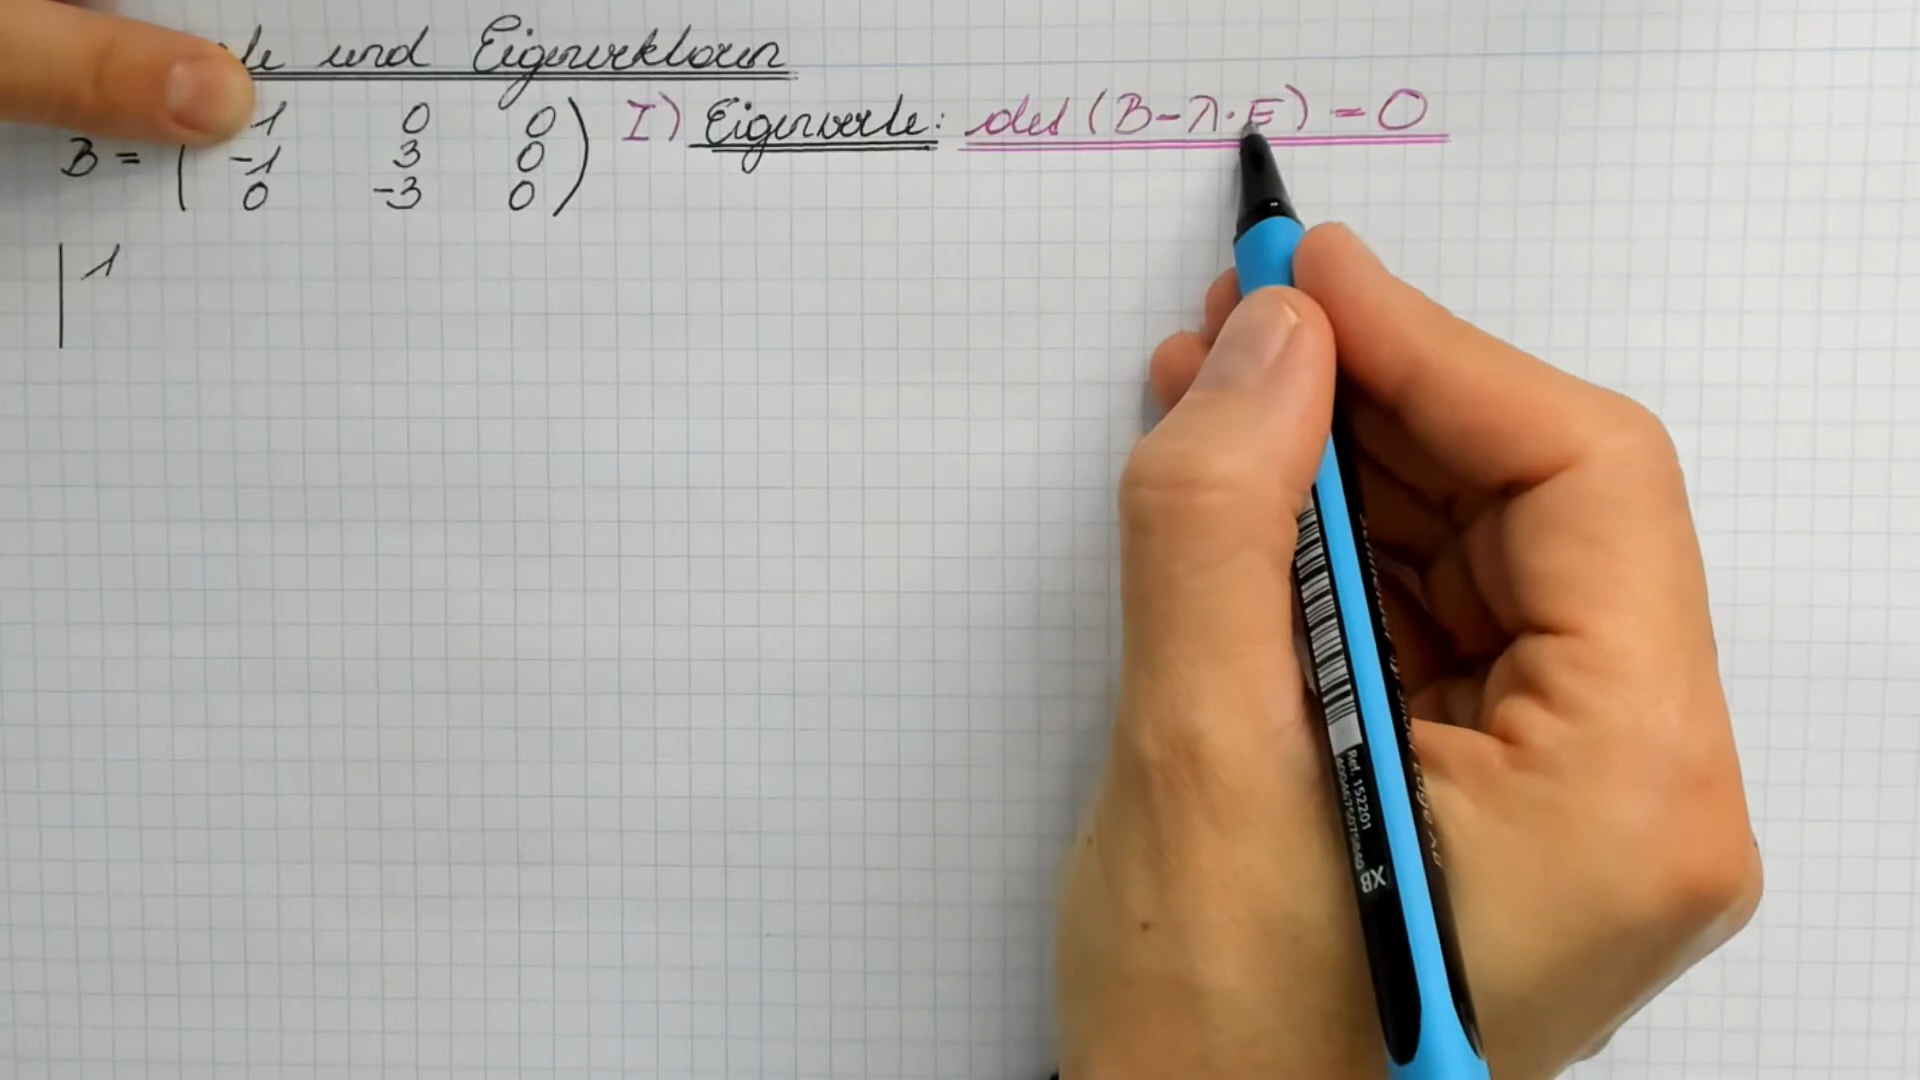 und Eigenvektoren
I) Eigenwerte: det (B-λ·E) = 0
B = ( 1 0 0
-1 3 0
0 -3 0 )
| 1
Ref. 152201
XB